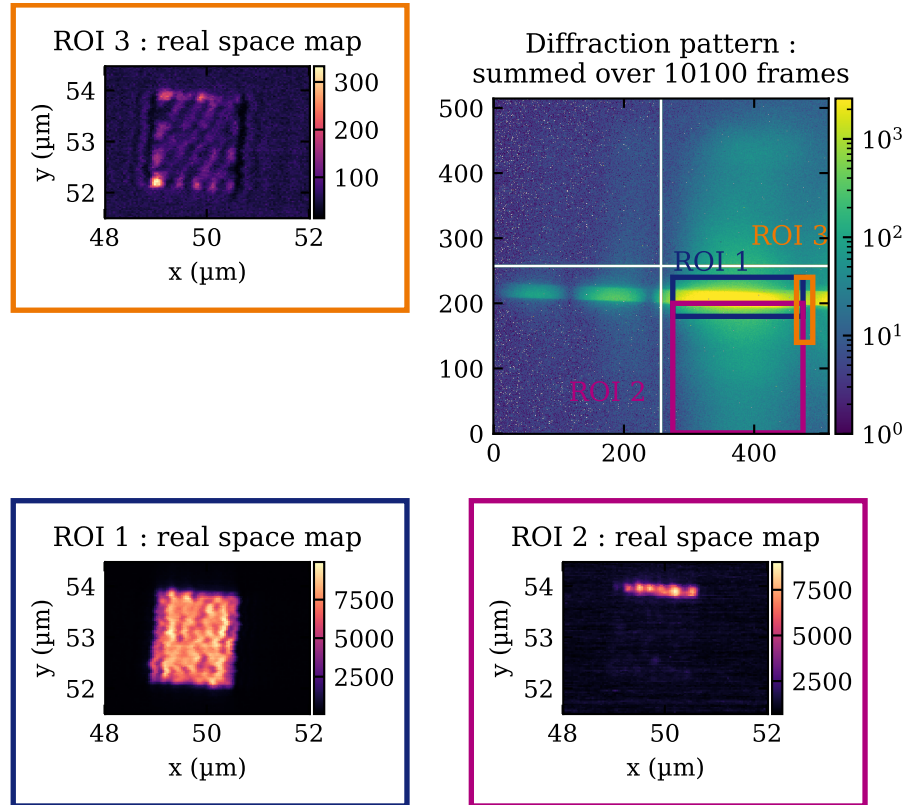 ROI 3 : real space map
54
53
52
y (µm)
48
50
52
x (µm)
300
200
100
Diffraction pattern :
summed over 10100 frames
500
400
300
200
100
0
0
200
400
ROI 3
ROI 1
ROI 2
10³
10²
10¹
10⁰
ROI 1 : real space map
54
53
52
y (µm)
48
50
52
x (µm)
7500
5000
2500
ROI 2 : real space map
54
53
52
y (µm)
48
50
52
x (µm)
7500
5000
2500